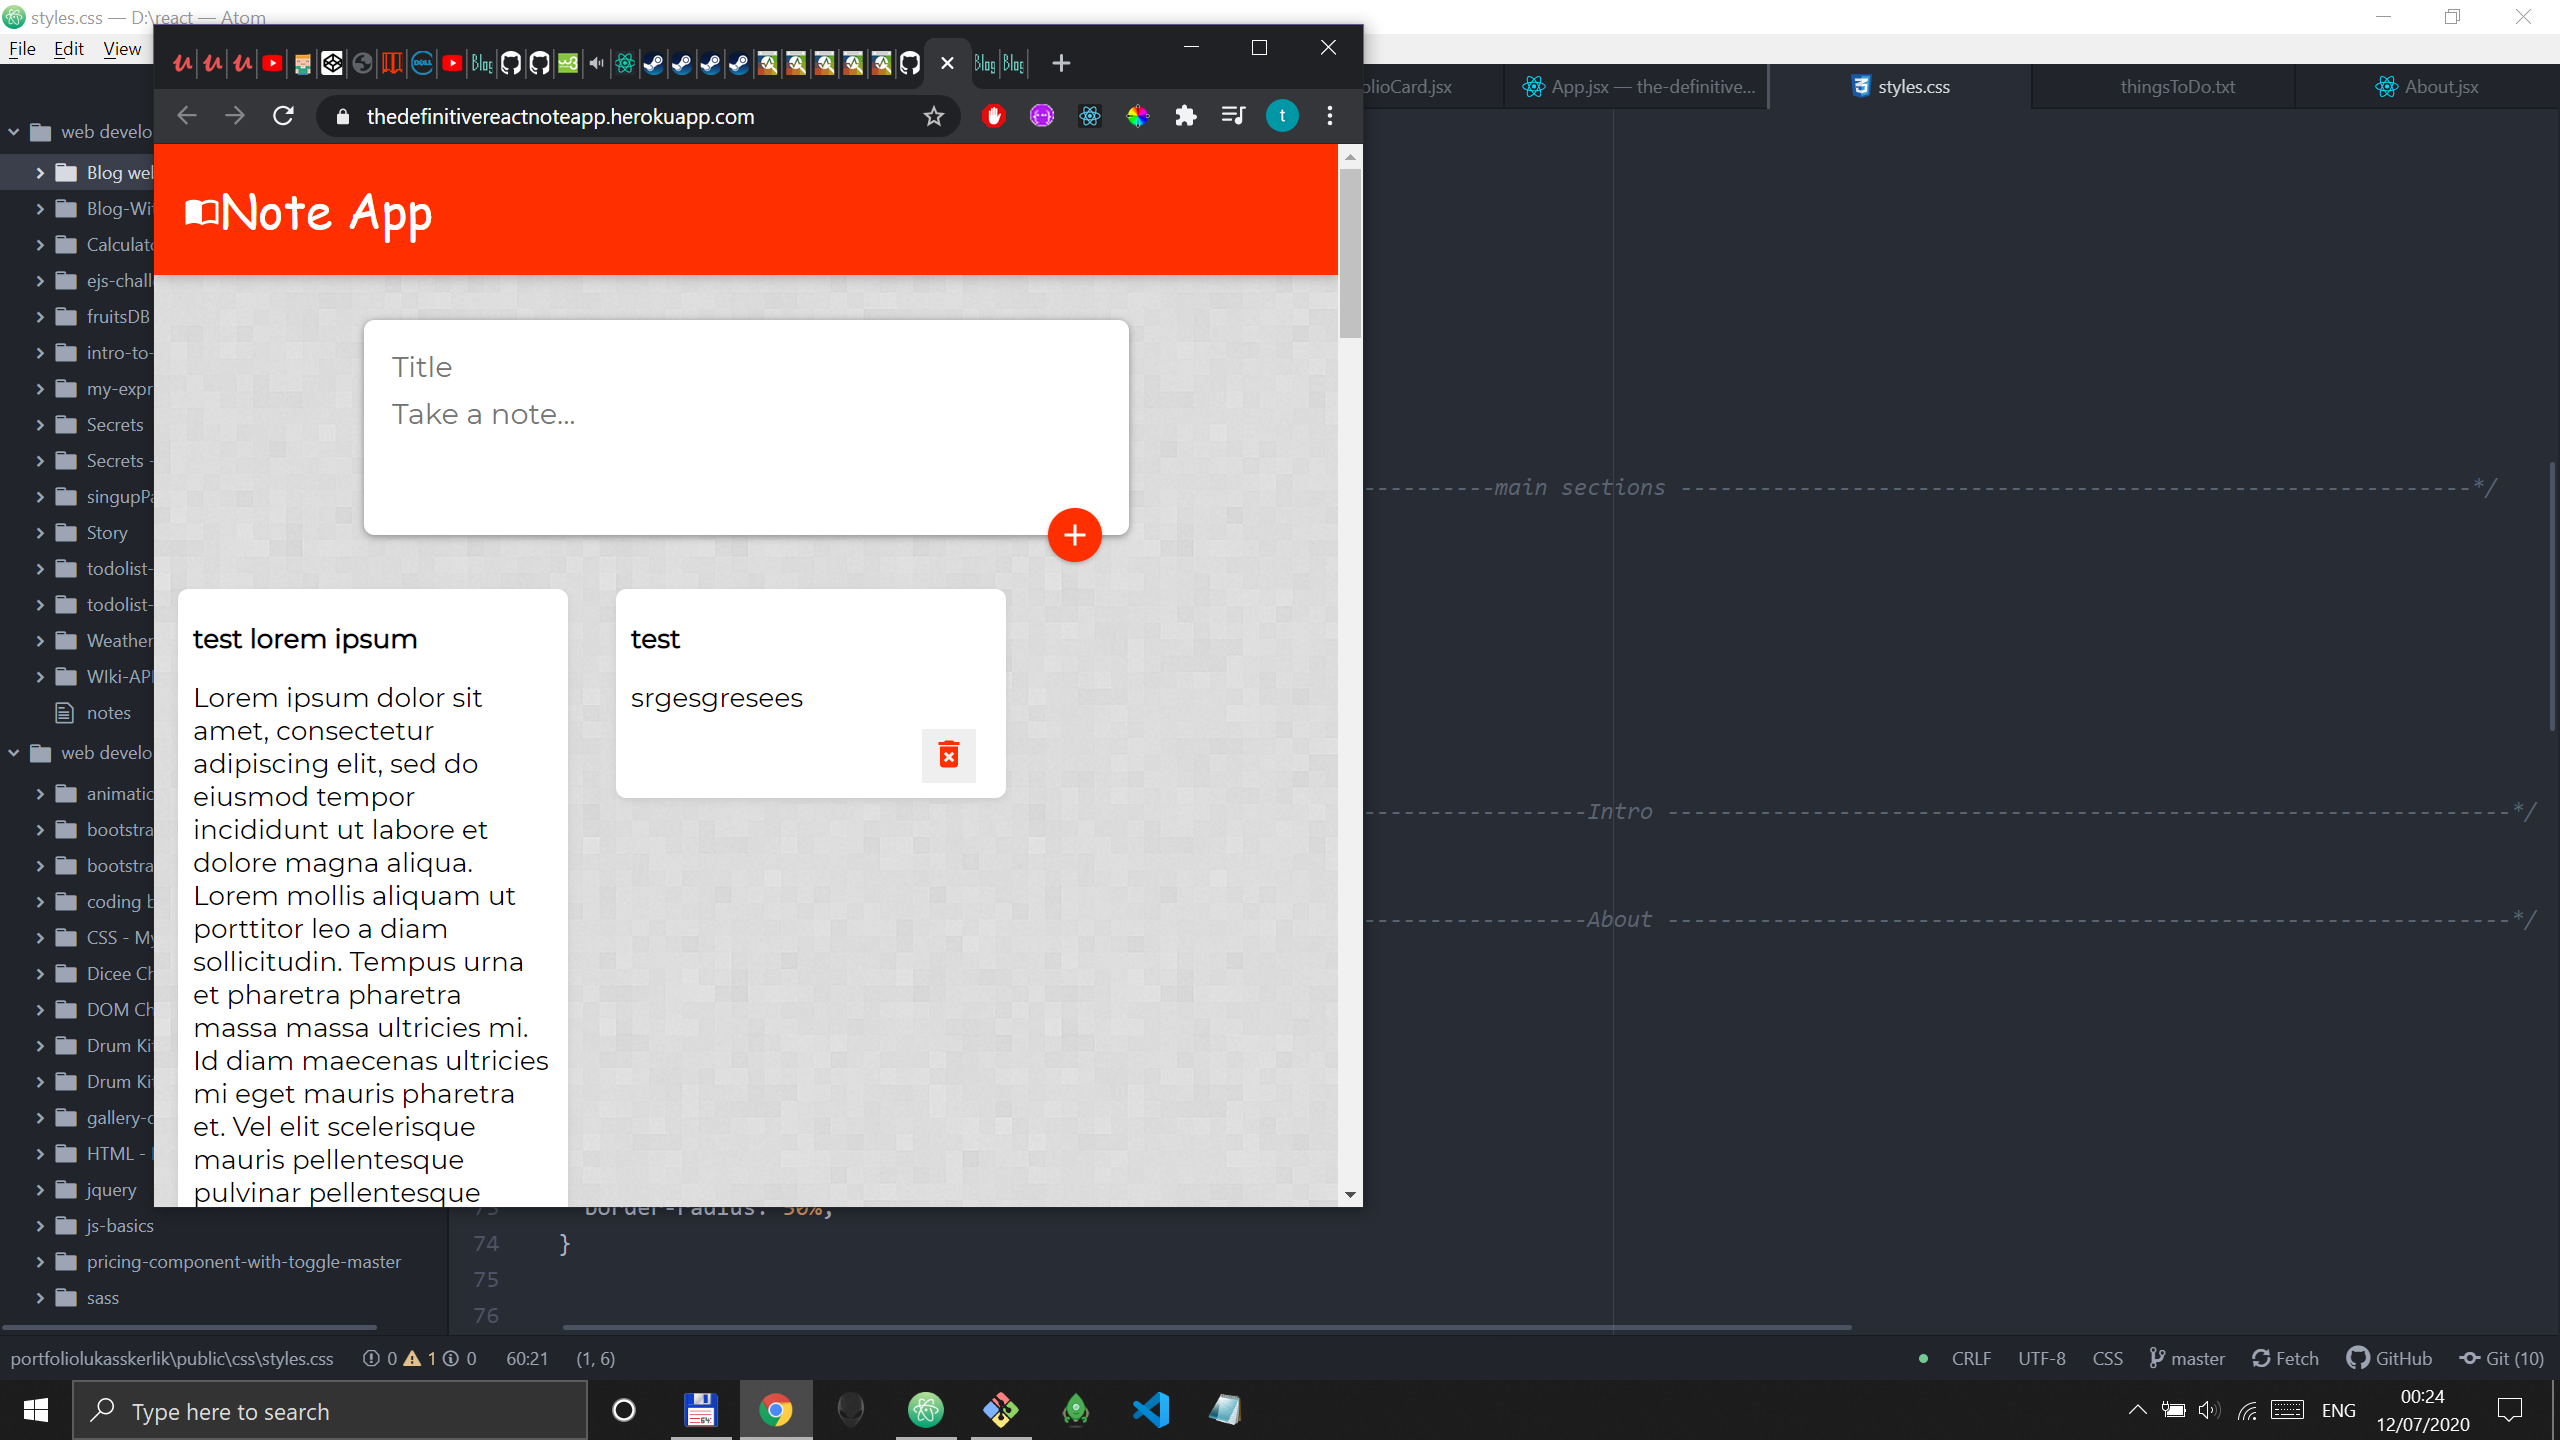 styles.css — D:\react — Atom
File Edit View
thedefinitivereactnoteapp.herokuapp.com
t
App.jsx — the-definitive...
styles.css
thingsToDo.txt
About.jsx
Note App
Title
Take a note...
test lorem ipsum
Lorem ipsum dolor sit
amet, consectetur
adipiscing elit, sed do
eiusmod tempor
incididunt ut labore et
dolore magna aliqua.
Lorem mollis aliquam ut
porttitor leo a diam
sollicitudin. Tempus urna
et pharetra pharetra
massa massa ultricies mi.
Id diam maecenas ultricies
mi eget mauris pharetra
et. Vel elit scelerisque
mauris pellentesque
pulvinar pellentesque
test
srgesgresees
web develo
Blog we
Blog-Wi
Calculat
ejs-chall
fruitsDB
intro-to-
my-expr
Secrets
Secrets -
singupPa
Story
todolist-
todolist-
Weather
WIki-API
notes
web develo
animatic
bootstra
bootstra
coding b
CSS - My
Dicee Ch
DOM Ch
Drum Ki
Drum Ki
gallery-c
HTML -
jquery
js-basics
pricing-component-with-toggle-master
sass
----------main sections ------------------------------------------------------------*/
-----------------Intro ----------------------------------------------------------------*/
-----------------About ----------------------------------------------------------------*/
border-radius: 50%;
74 }
75
76
portfoliolukasskerlik\public\css\styles.css 0 1 0 60:21 (1, 6)
CRLF UTF-8 CSS master Fetch GitHub Git (10)
Type here to search
ENG
00:24
12/07/2020